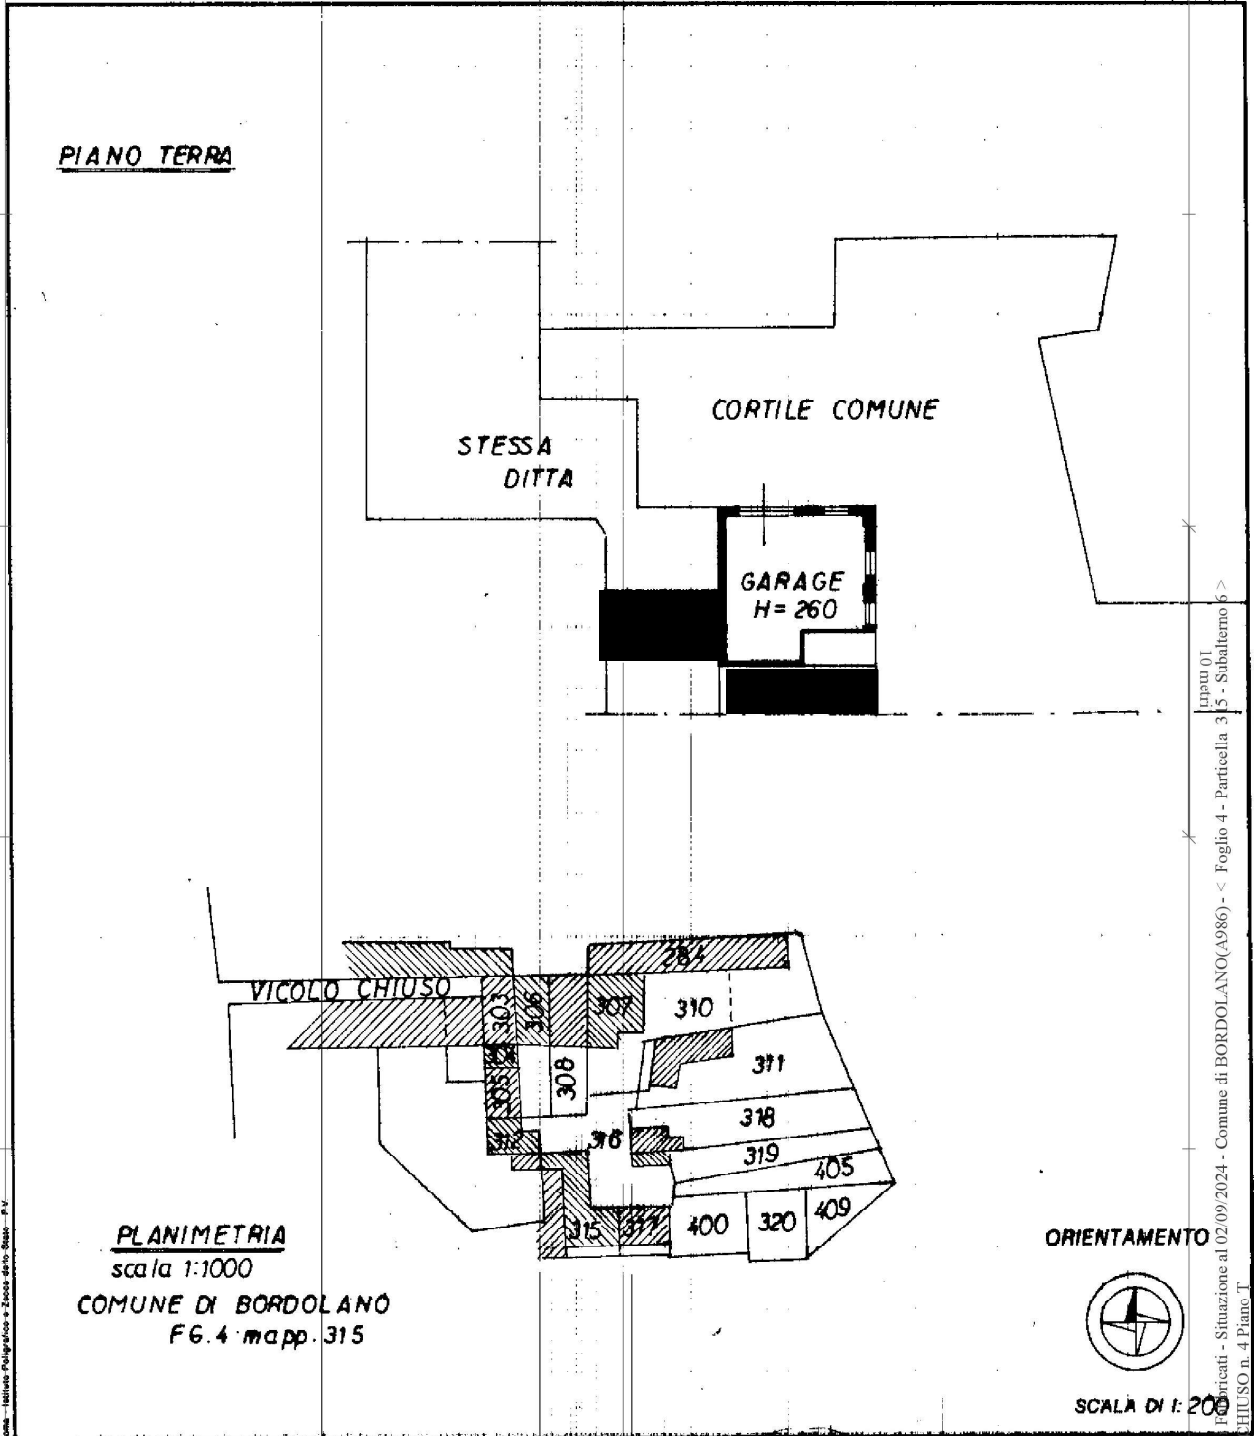 PIANO TERRA
CORTILE COMUNE
STESSA
DITTA
GARAGE
H=260
10 metri
284
VICOLO CHIUSO
303
306
307
310
305
308
311
318
312
316
319
405
315
317
400
320
409
PLANIMETRIA
scala 1:1000
COMUNE DI BORDOLANO
FG.4 mapp.315
ORIENTAMENTO
SCALA DI 1:200
Fabbricati - Situazione al 02/09/2024 - Comune di BORDOLANO(A986) - < Foglio 4 - Particella 315 - Subalterno 6 >
CHIUSO n. 4 Piano T